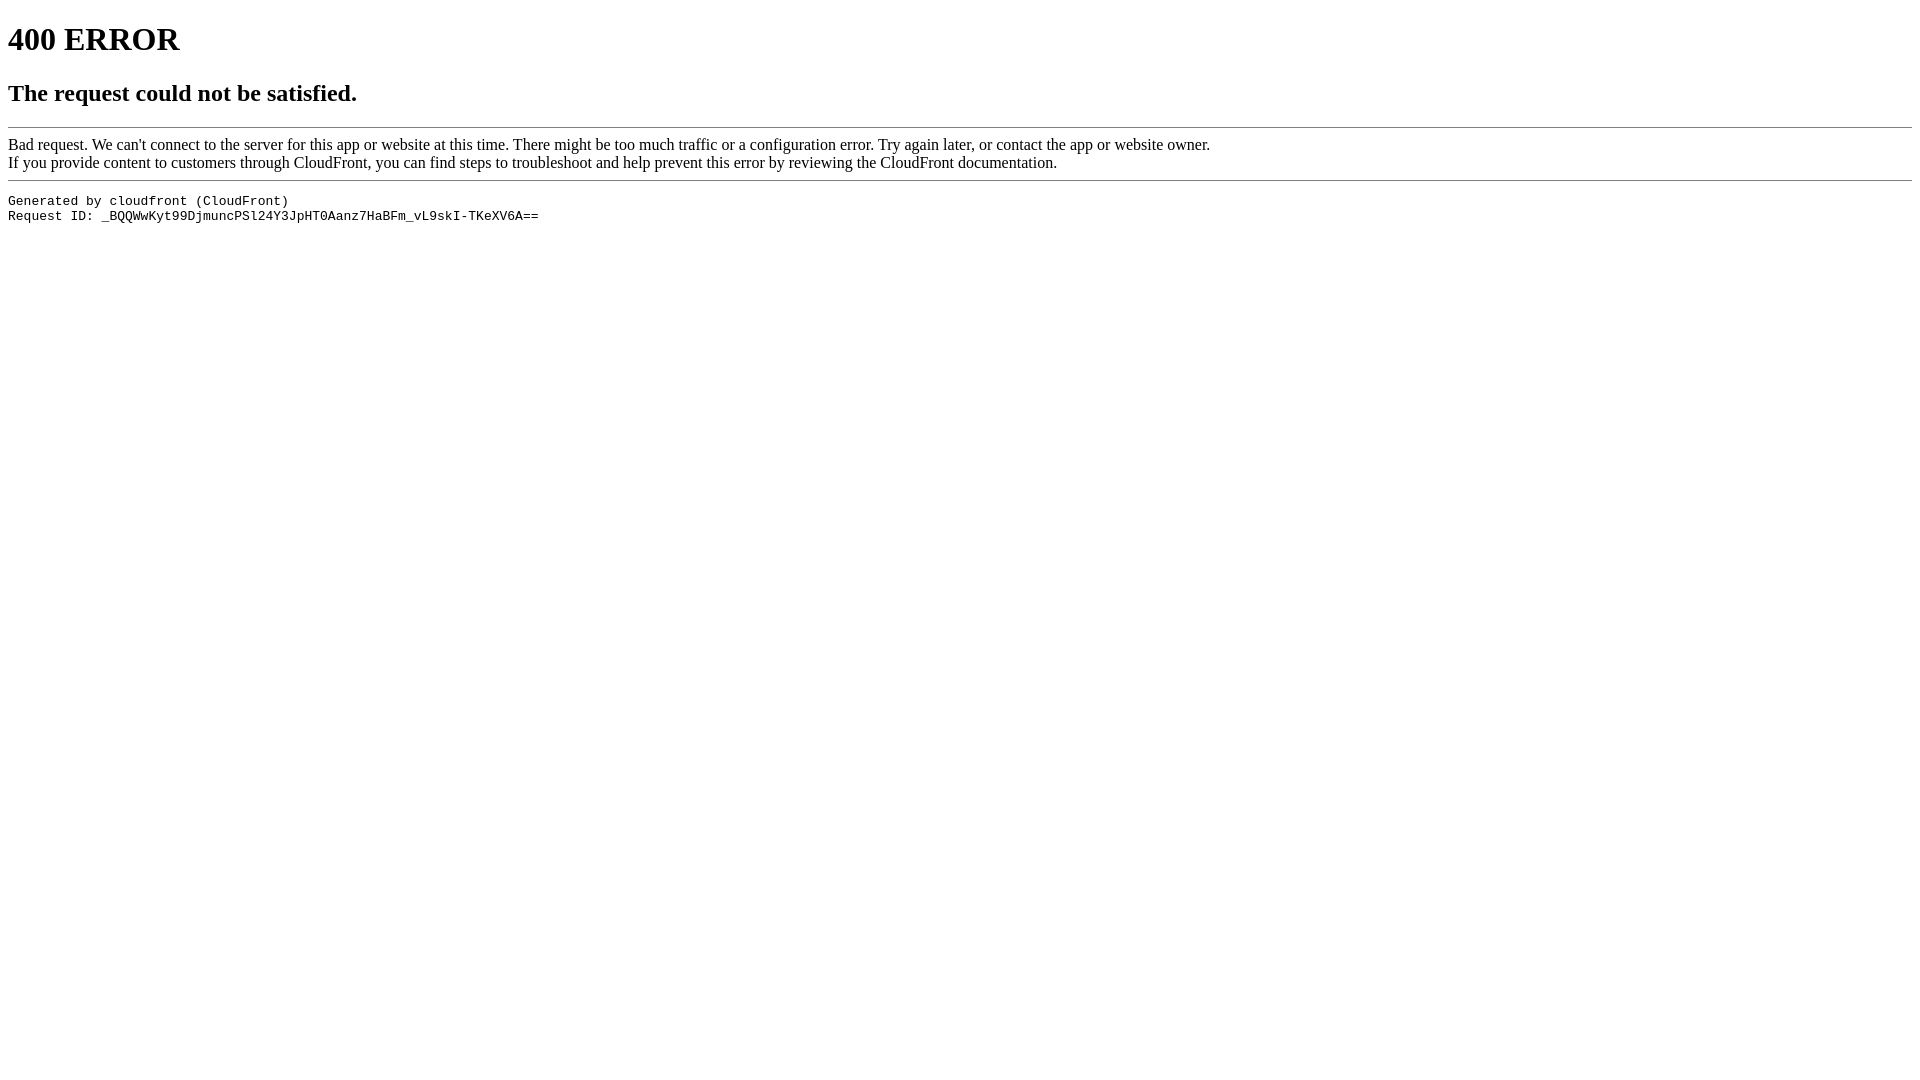 400 ERROR
The request could not be satisfied.
Bad request. We can't connect to the server for this app or website at this time. There might be too much traffic or a configuration error. Try again later, or contact the app or website owner.
If you provide content to customers through CloudFront, you can find steps to troubleshoot and help prevent this error by reviewing the CloudFront documentation.
Generated by cloudfront (CloudFront)
Request ID: _BQQWwKyt99DjmuncPSl24Y3JpHT0Aanz7HaBFm_vL9skI-TKeXV6A==